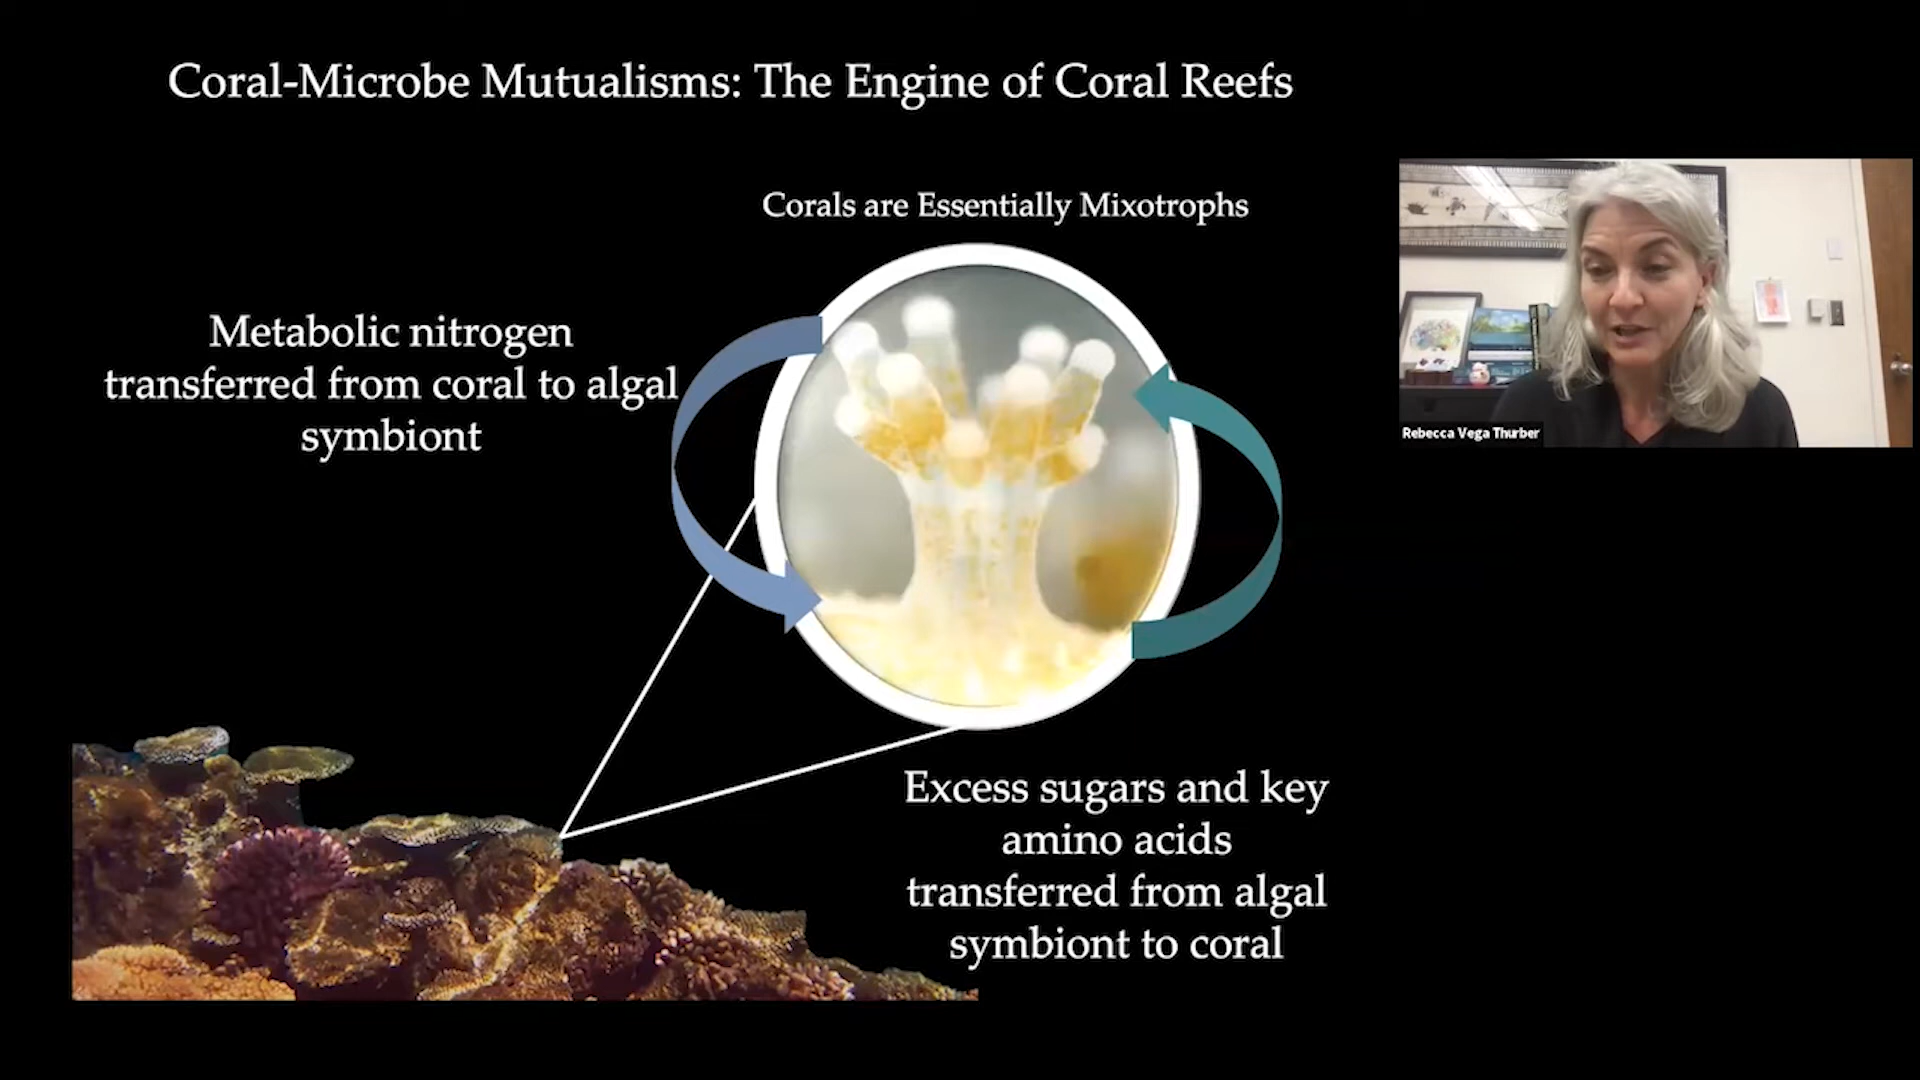 Coral-Microbe Mutualisms: The Engine of Coral Reefs
Corals are Essentially Mixotrophs
Metabolic nitrogen
transferred from coral to algal
symbiont
Rebecca Vega Thurber
Excess sugars and key
amino acids
transferred from algal
symbiont to coral